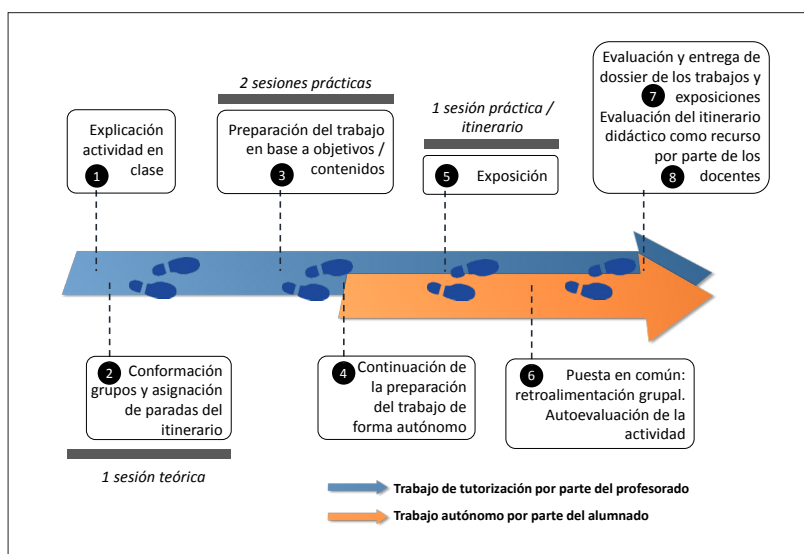 Explicación
actividad en
1
clase
2 sesiones prácticas
Preparación del trabajo
en base a objetivos /
3
contenidos
1 sesión práctica /
itinerario
5
Exposición
Evaluación y entrega de
dossier de los trabajos y
7
exposiciones
Evaluación del itinerario
didáctico como recurso
por parte de los
8
docentes
2
Conformación
grupos y asignación
de paradas del
itinerario
1 sesión teórica
4
Continuación de
la preparación
del trabajo de
forma autónomo
6
Puesta en común:
retroalimentación grupal.
Autoevaluación de la
actividad
Trabajo de tutorización por parte del profesorado
Trabajo autónomo por parte del alumnado